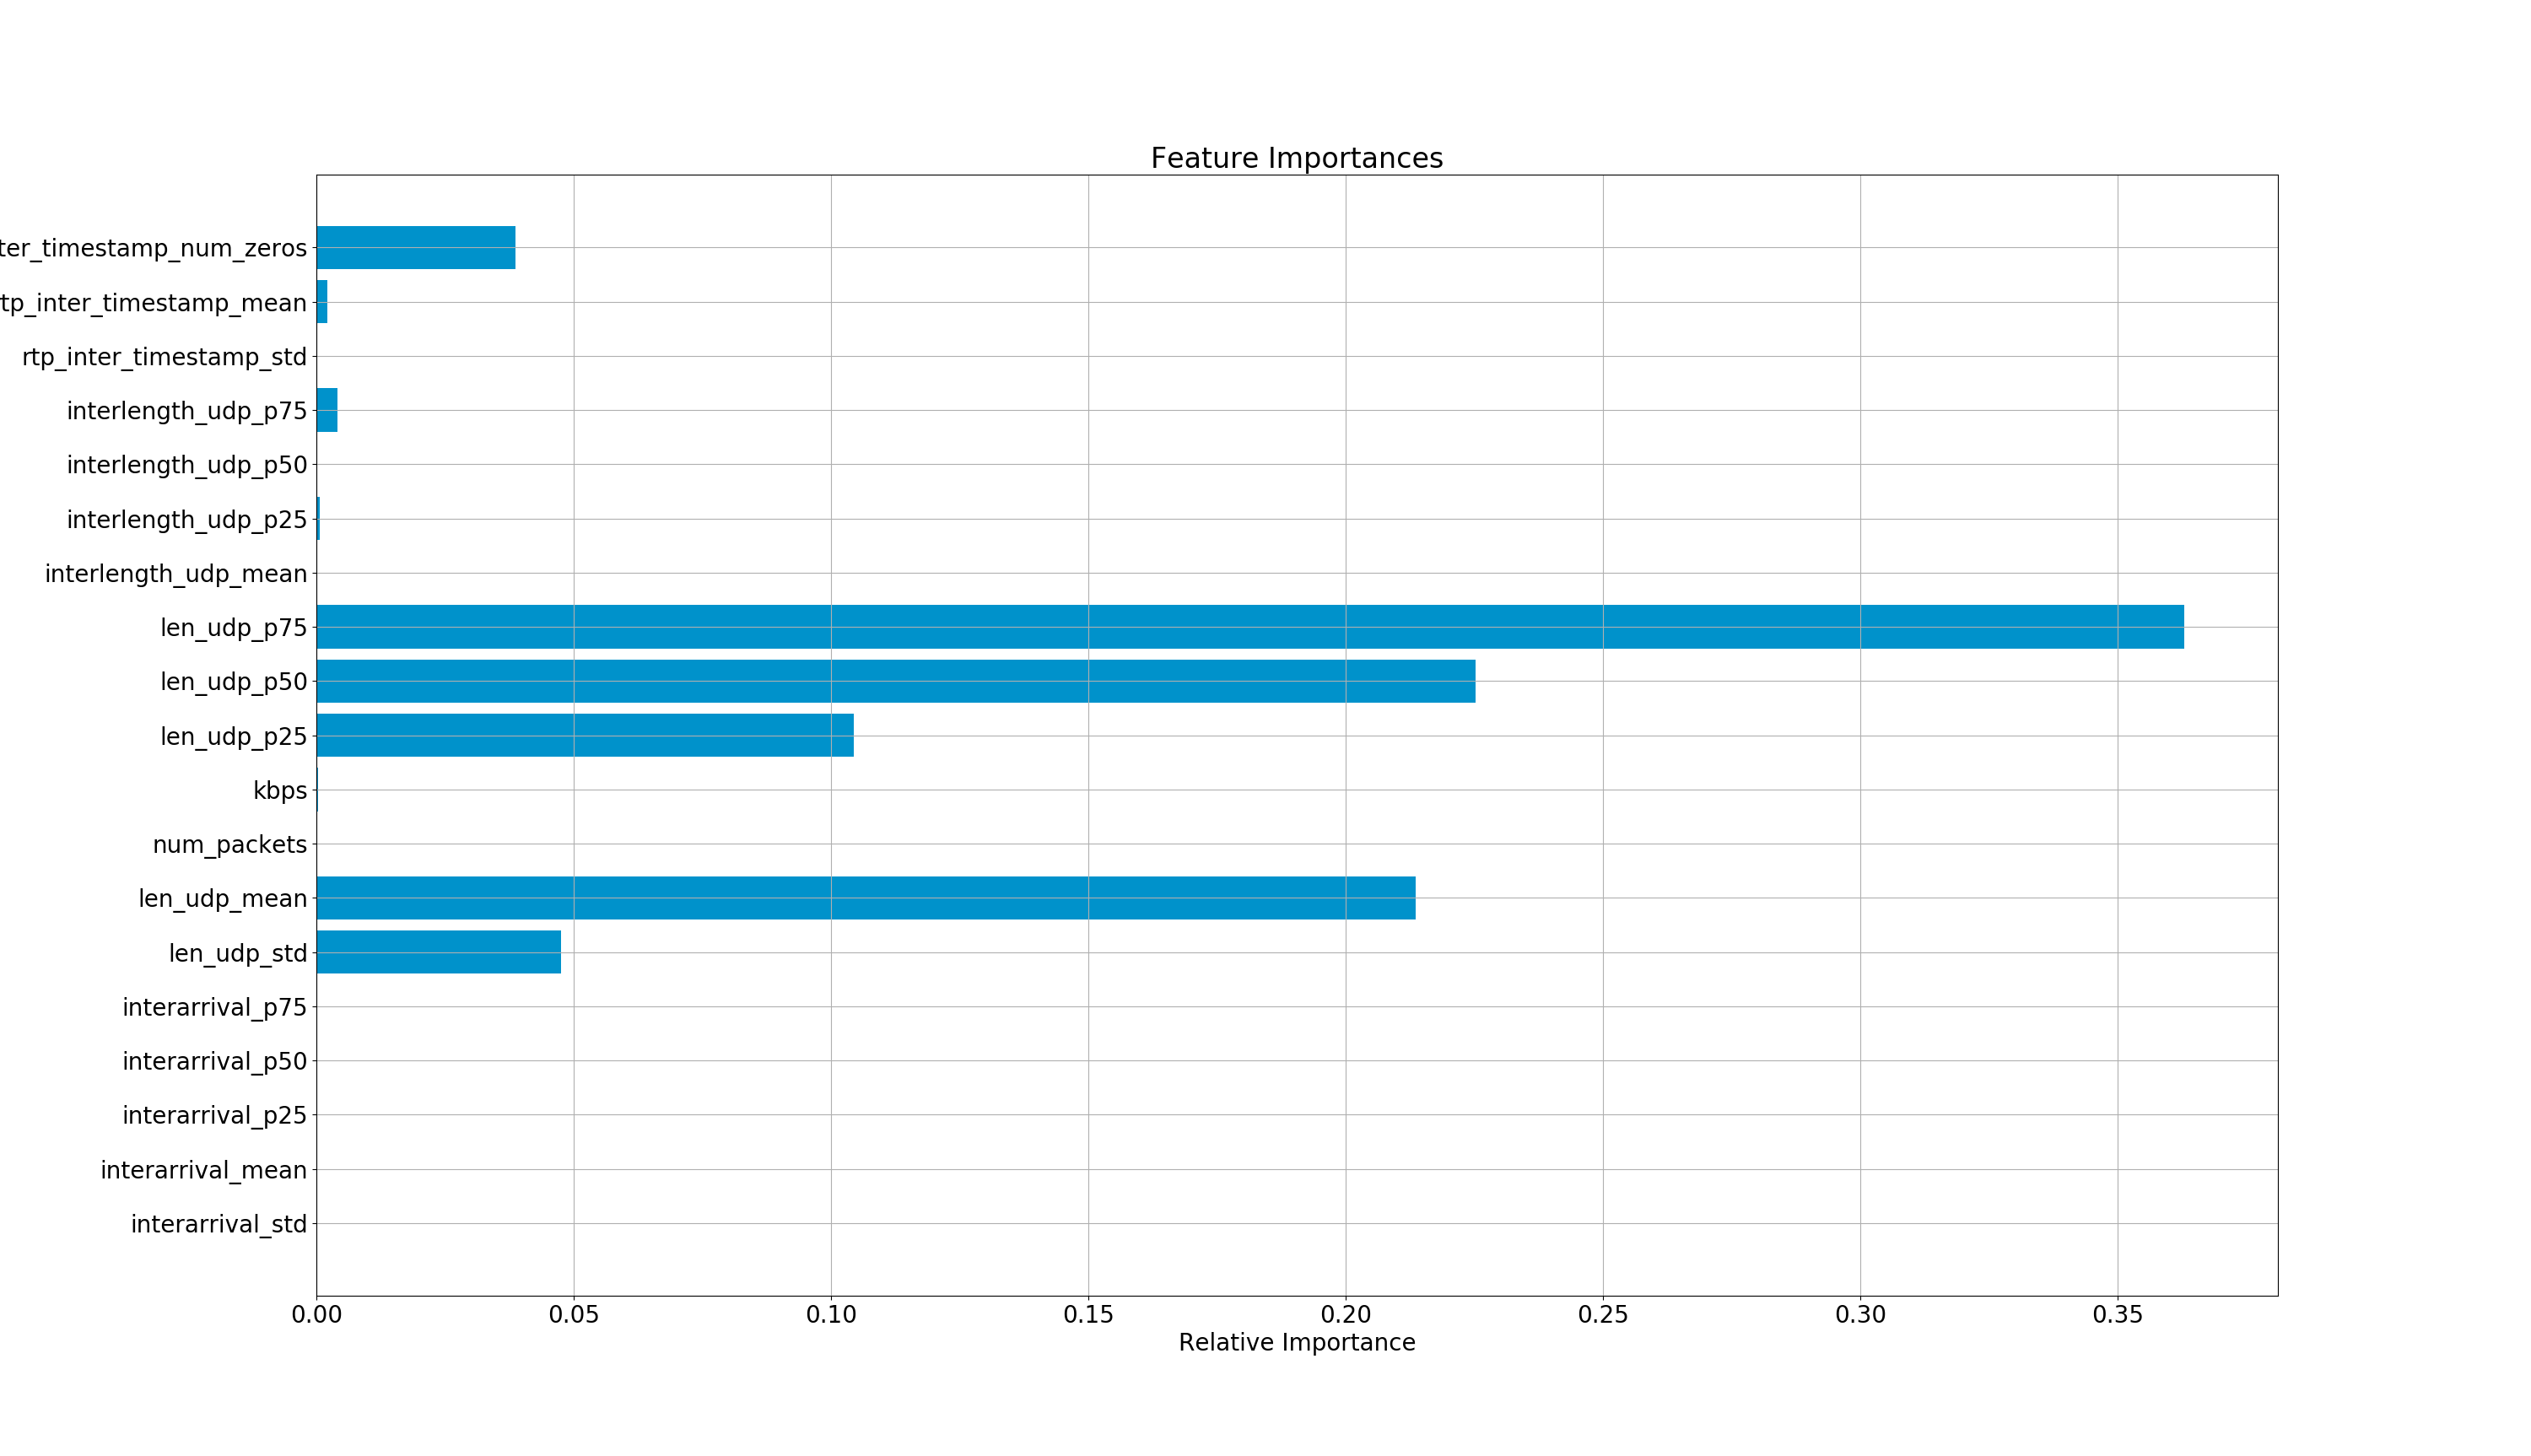 Feature Importances
ter_timestamp_num_zeros
tp_inter_timestamp_mean
rtp_inter_timestamp_std
interlength_udp_p75
interlength_udp_p50
interlength_udp_p25
interlength_udp_mean
len_udp_p75
len_udp_p50
len_udp_p25
kbps
num_packets
len_udp_mean
len_udp_std
interarrival_p75
interarrival_p50
interarrival_p25
interarrival_mean
interarrival_std
0.00 0.05 0.10 0.15 0.20 0.25 0.30 0.35
Relative Importance